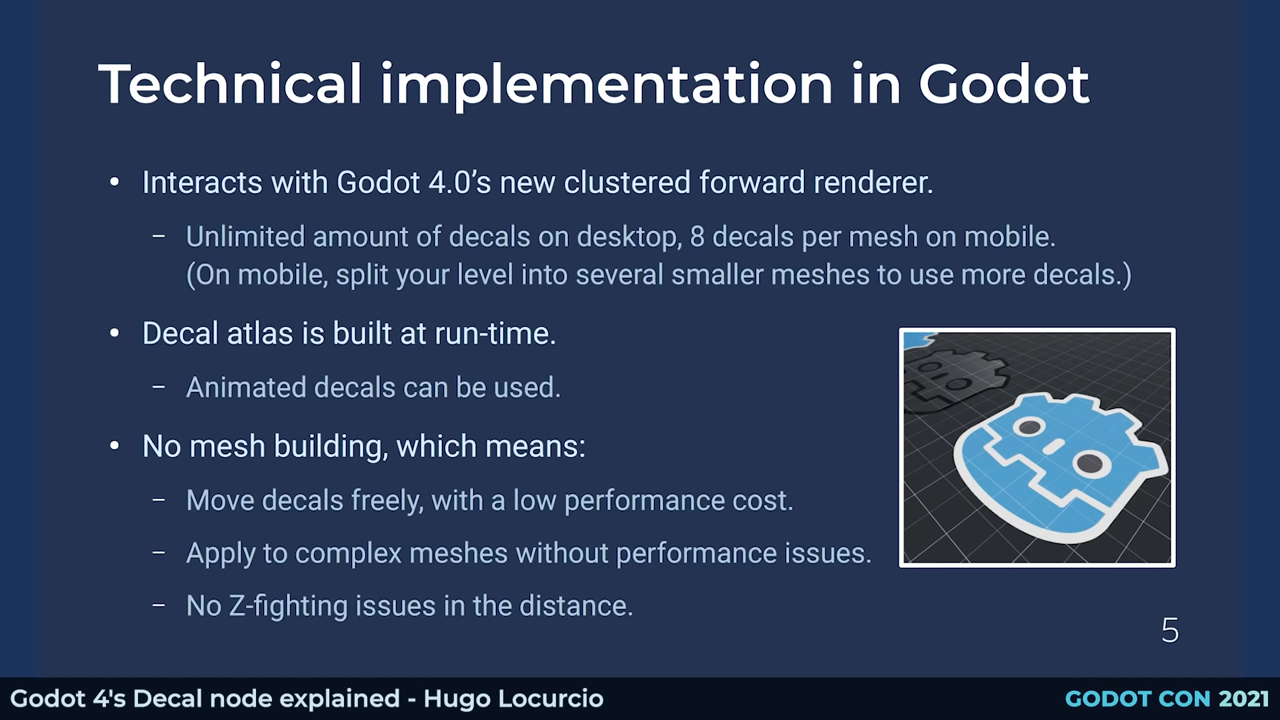 Technical implementation in Godot
• Interacts with Godot 4.0’s new clustered forward renderer.
– Unlimited amount of decals on desktop, 8 decals per mesh on mobile.
(On mobile, split your level into several smaller meshes to use more decals.)
• Decal atlas is built at run-time.
– Animated decals can be used.
• No mesh building, which means:
– Move decals freely, with a low performance cost.
– Apply to complex meshes without performance issues.
– No Z-fighting issues in the distance.
5
Godot 4's Decal node explained - Hugo Locurcio
GODOT CON 2021